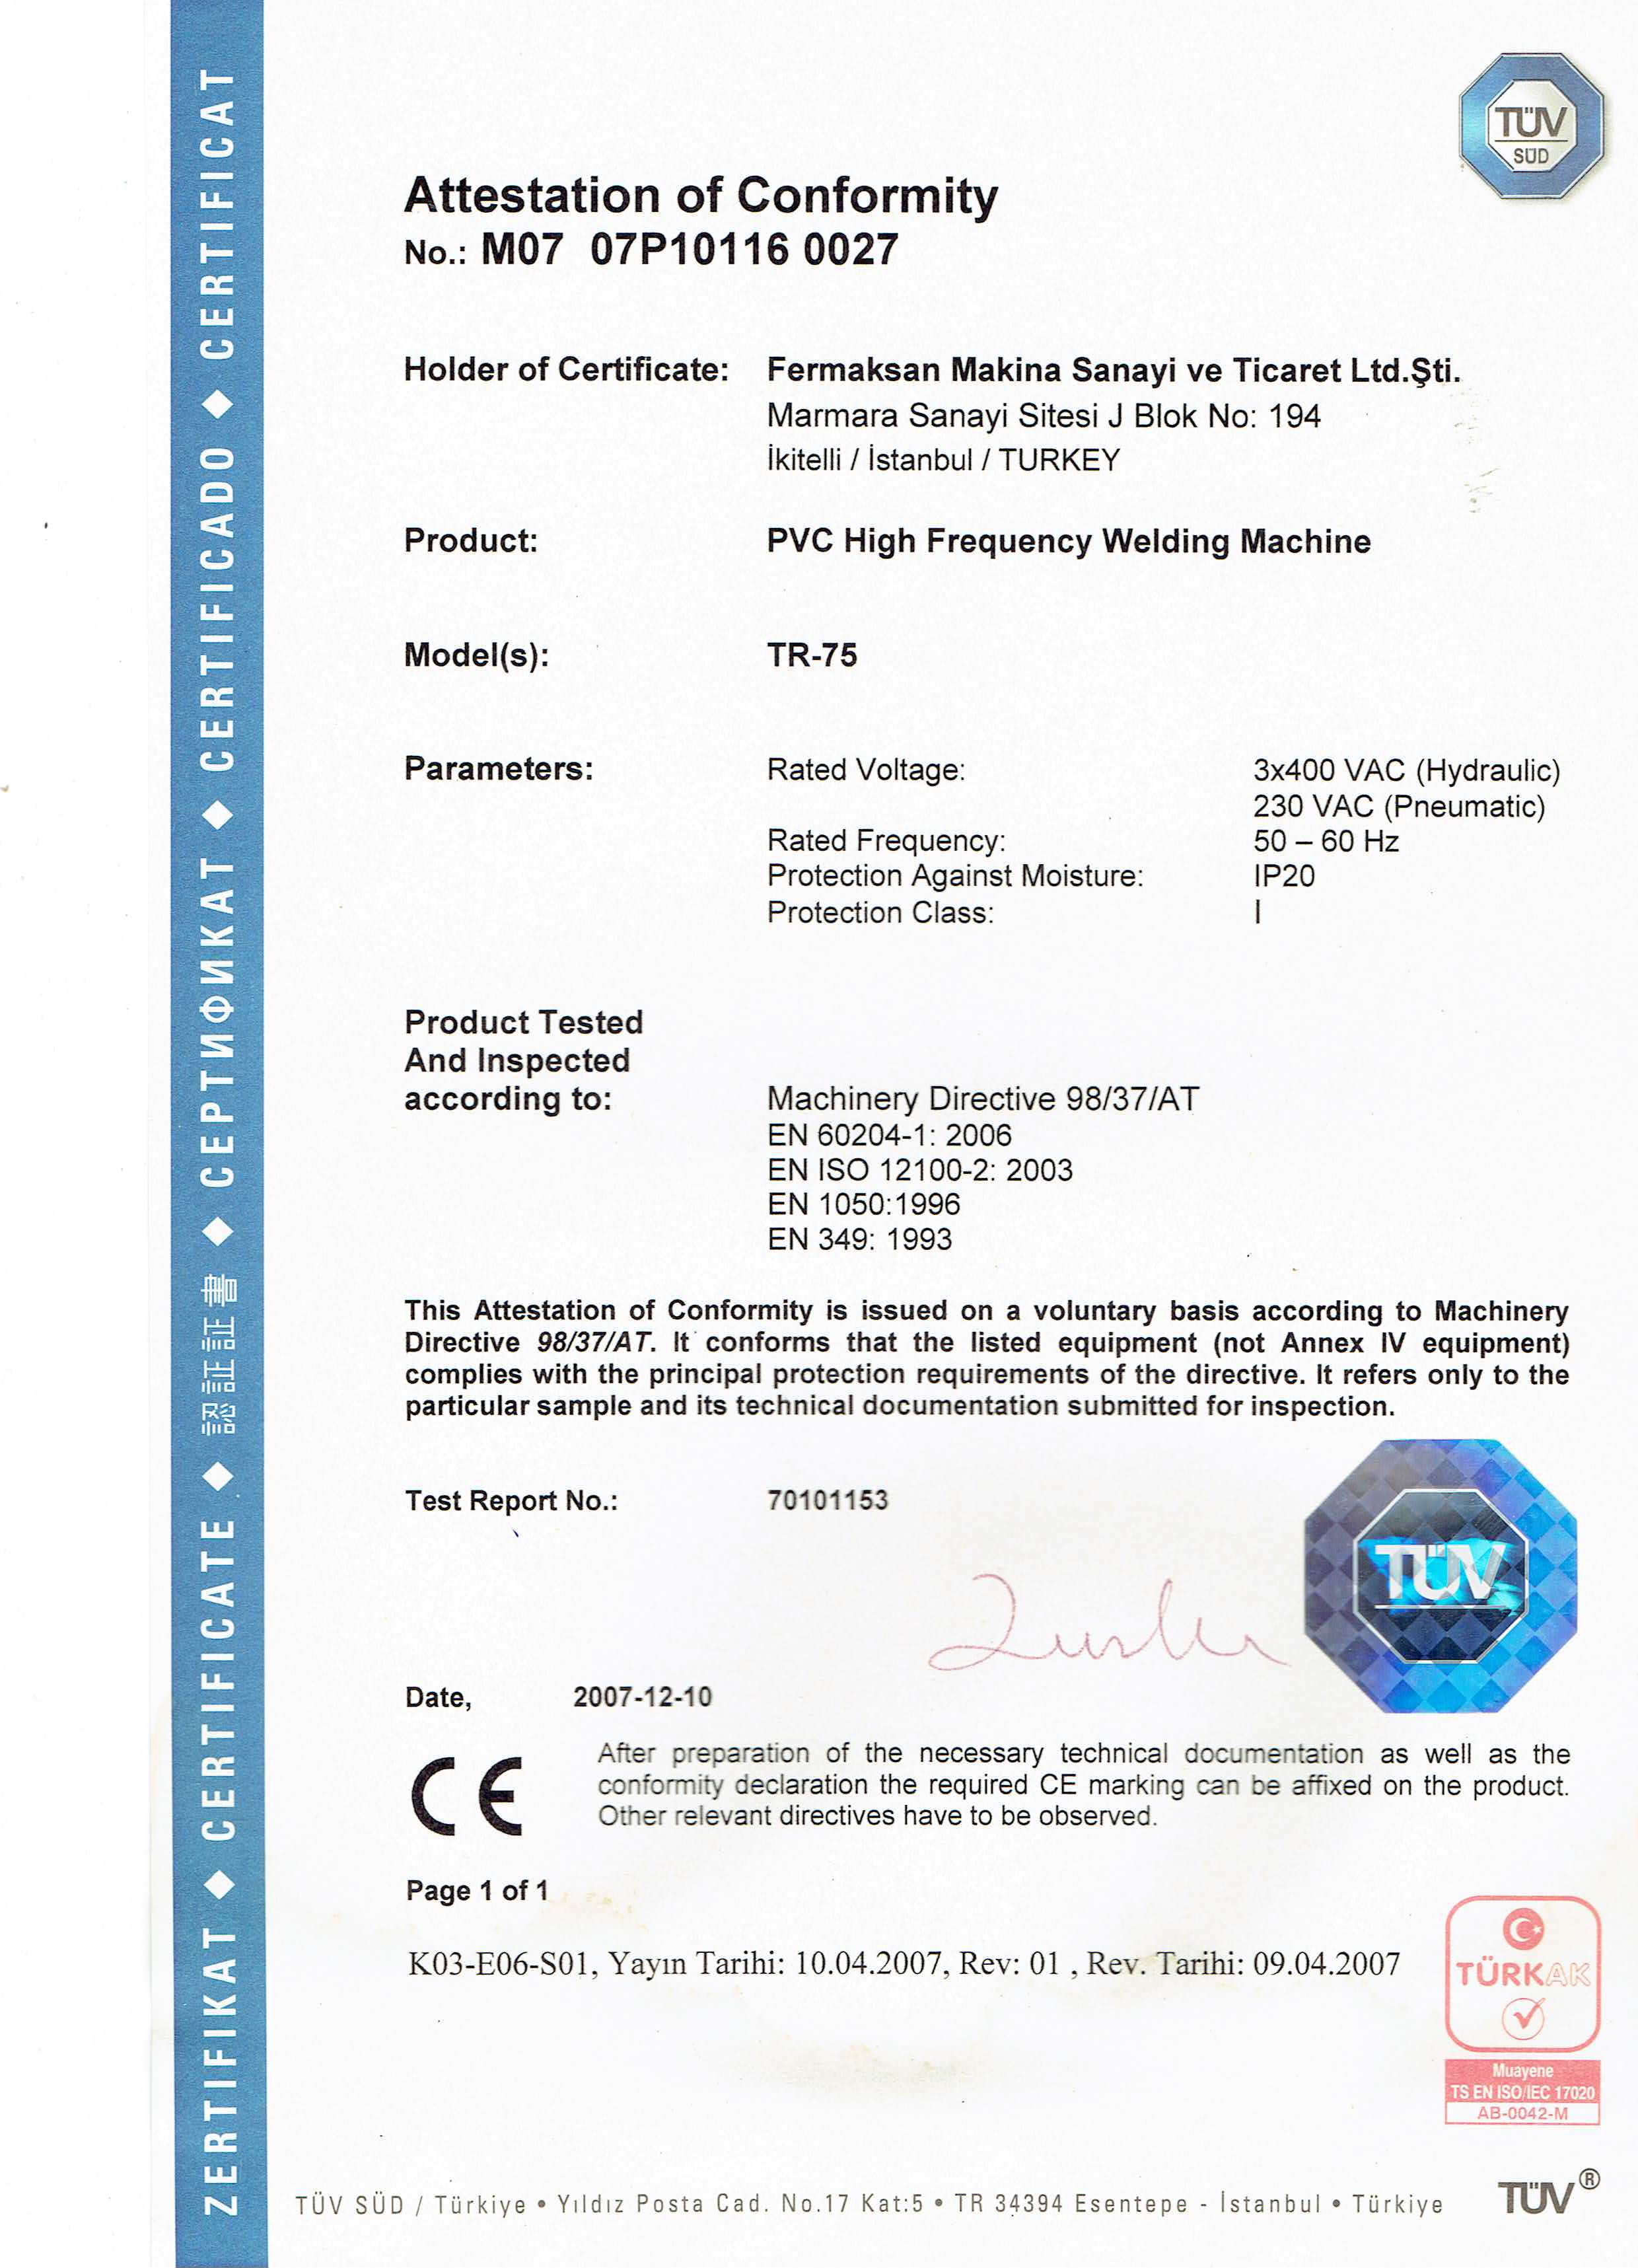 TÜV
SÜD
Attestation of Conformity
No.: M07 07P10116 0027
Holder of Certificate: Fermaksan Makina Sanayi ve Ticaret Ltd.Şti.
Marmara Sanayi Sitesi J Blok No: 194
İkitelli / İstanbul / TURKEY
Product: PVC High Frequency Welding Machine
Model(s): TR-75
Parameters: Rated Voltage: 3x400 VAC (Hydraulic)
230 VAC (Pneumatic)
Rated Frequency: 50 – 60 Hz
Protection Against Moisture: IP20
Protection Class: I
Product Tested
And Inspected
according to: Machinery Directive 98/37/AT
EN 60204-1: 2006
EN ISO 12100-2: 2003
EN 1050:1996
EN 349: 1993
This Attestation of Conformity is issued on a voluntary basis according to Machinery
Directive 98/37/AT. It conforms that the listed equipment (not Annex IV equipment)
complies with the principal protection requirements of the directive. It refers only to the
particular sample and its technical documentation submitted for inspection.
Test Report No.: 70101153
TÜV
Date, 2007-12-10
CE
After preparation of the necessary technical documentation as well as the
conformity declaration the required CE marking can be affixed on the product.
Other relevant directives have to be observed.
Page 1 of 1
K03-E06-S01, Yayın Tarihi: 10.04.2007, Rev: 01 , Rev. Tarihi: 09.04.2007
TÜRKAK
Muayene
TS EN ISO/IEC 17020
AB-0042-M
TÜV SÜD / Türkiye • Yıldız Posta Cad. No.17 Kat:5 • TR 34394 Esentepe - İstanbul • Türkiye
TÜV®
ZERTIFIKAT ◆ CERTIFICATE ◆ 認証証書 ◆ СЕРТИФИКАТ ◆ CERTIFICADO ◆ CERTIFICAT